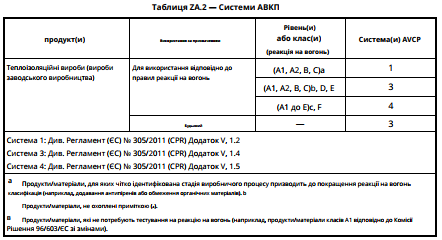 Таблиця ZA.2 — Системи АВКП
продукт(и)
Використання за призначенням
Рівень(и)
або клас(и)
(реакція на вогонь)
Система(и) AVCP
Теплоізоляційні вироби (вироби
заводського виробництва)
Для використання відповідно до
правил реакції на вогонь
(A1, A2, B, C)a
1
(A1, A2, B, C)b, D, E
3
(A1 до E)c, F
4
Будь-який
—
3
Система 1: Див. Регламент (ЄС) № 305/2011 (CPR) Додаток V, 1.2
Система 3: Див. Регламент (ЄС) № 305/2011 (CPR) Додаток V, 1.4
Система 4: Див. Регламент (ЄС) № 305/2011 (CPR) Додаток V, 1.5
a Продукти/матеріали, для яких чітко ідентифікована стадія виробничого процесу призводить до покращення реакції на вогонь
класифікація (наприклад, додавання антипіренів або обмеження органічних матеріалів). b
Продукти/матеріали, не охоплені приміткою (a).
в Продукти/матеріали, які не потребують тестування на реакцію на вогонь (наприклад, продукти/матеріали класів A1 відповідно до Комісії
Рішення 96/603/ЄС зі змінами).